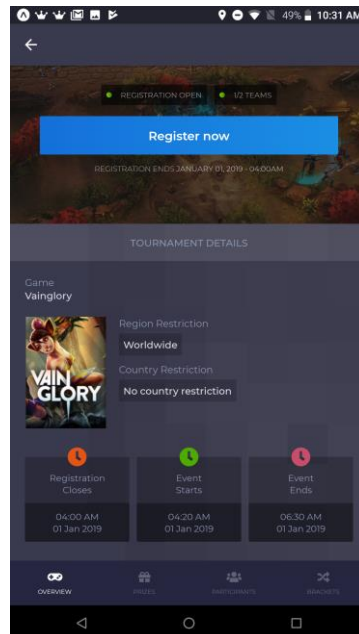 49% 10:31 AM
REGISTRATION OPEN 1/2 TEAMS
Register now
REGISTRATION ENDS JANUARY 01, 2019 - 04:00AM
TOURNAMENT DETAILS
Game
Vainglory
Region Restriction
Worldwide
Country Restriction
No country restriction
VAIN
GLORY
Registration
Closes
04:00 AM
01 Jan 2019
Event
Starts
04:20 AM
01 Jan 2019
Event
Ends
06:30 AM
01 Jan 2019
OVERVIEW PRIZES PARTICIPANTS BRACKETS